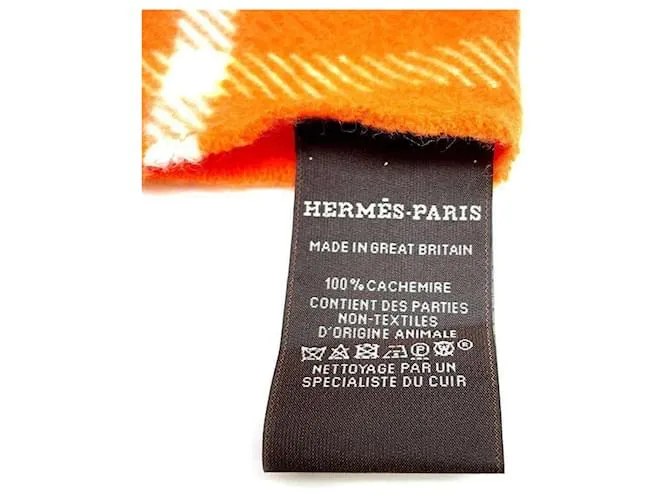 HERMÈS-PARIS
MADE IN GREAT BRITAIN
100% CACHEMIRE
CONTIENT DES PARTIES
NON-TEXTILES
D'ORIGINE ANIMALE
P W ®
NETTOYAGE PAR UN
SPECIALISTE DU CUIR